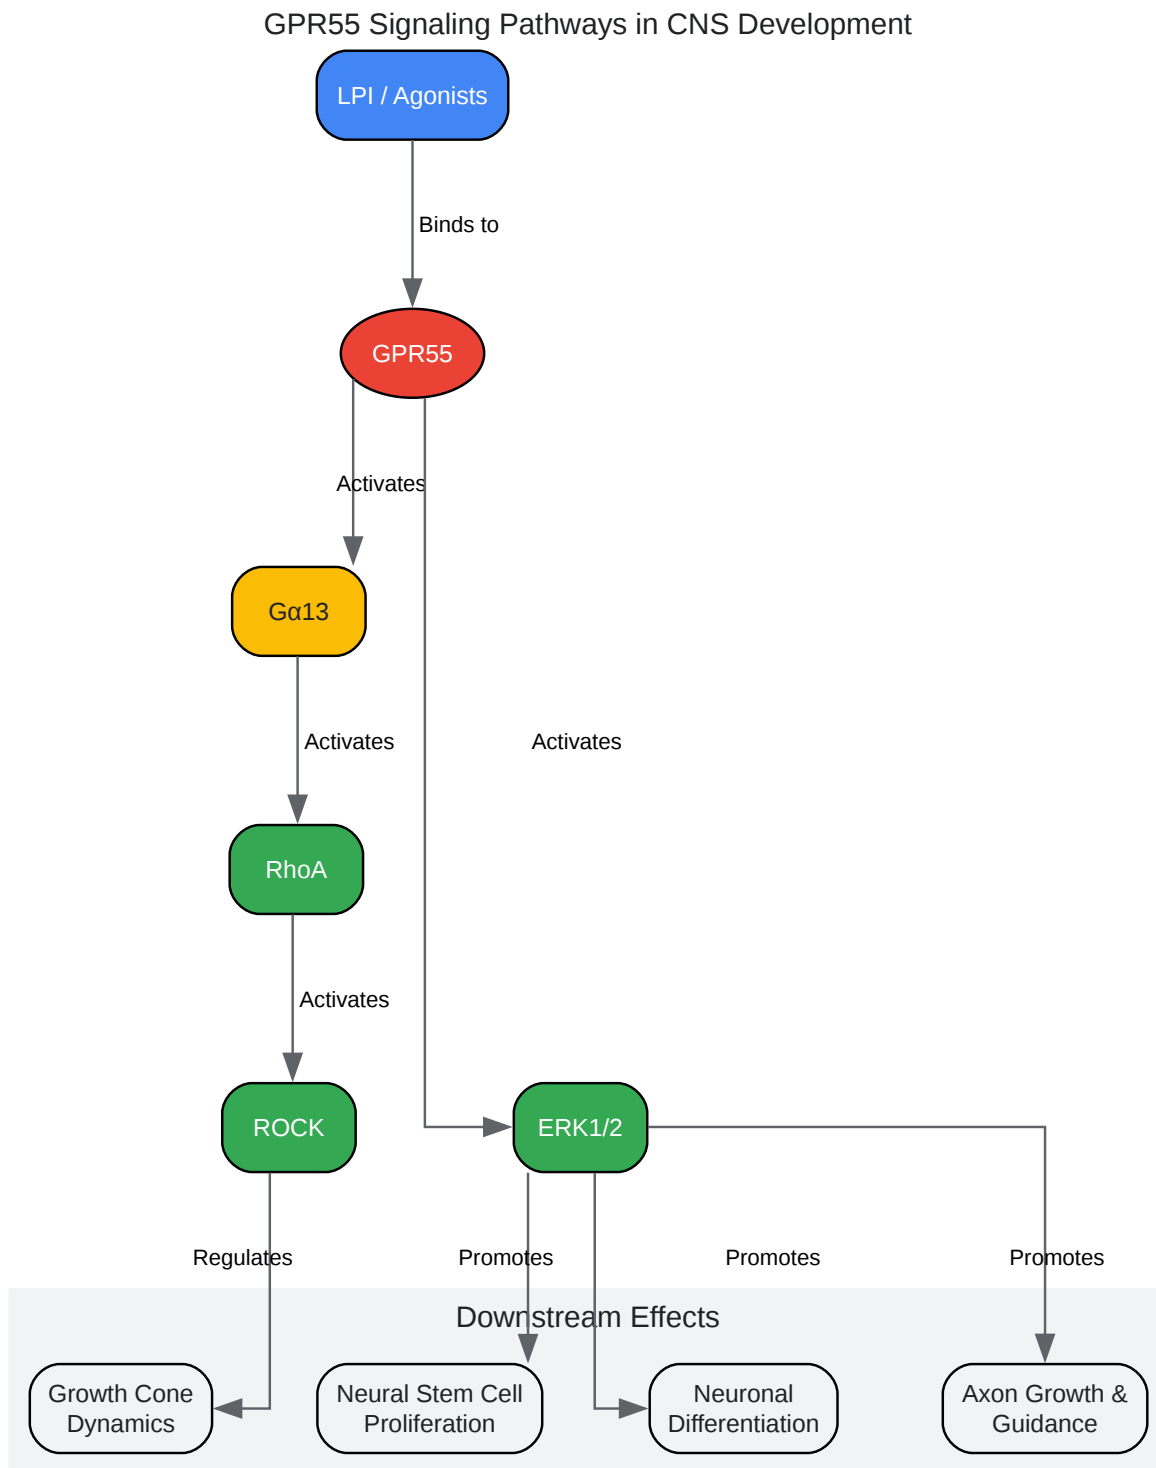 GPR55 Signaling Pathways in CNS Development
LPI / Agonists
Binds to
GPR55
Activates
Gα13
Activates
Activates
RhoA
Activates
ROCK
ERK1/2
Regulates
Promotes
Promotes
Promotes
Downstream Effects
Growth Cone
Dynamics
Neural Stem Cell
Proliferation
Neuronal
Differentiation
Axon Growth &
Guidance